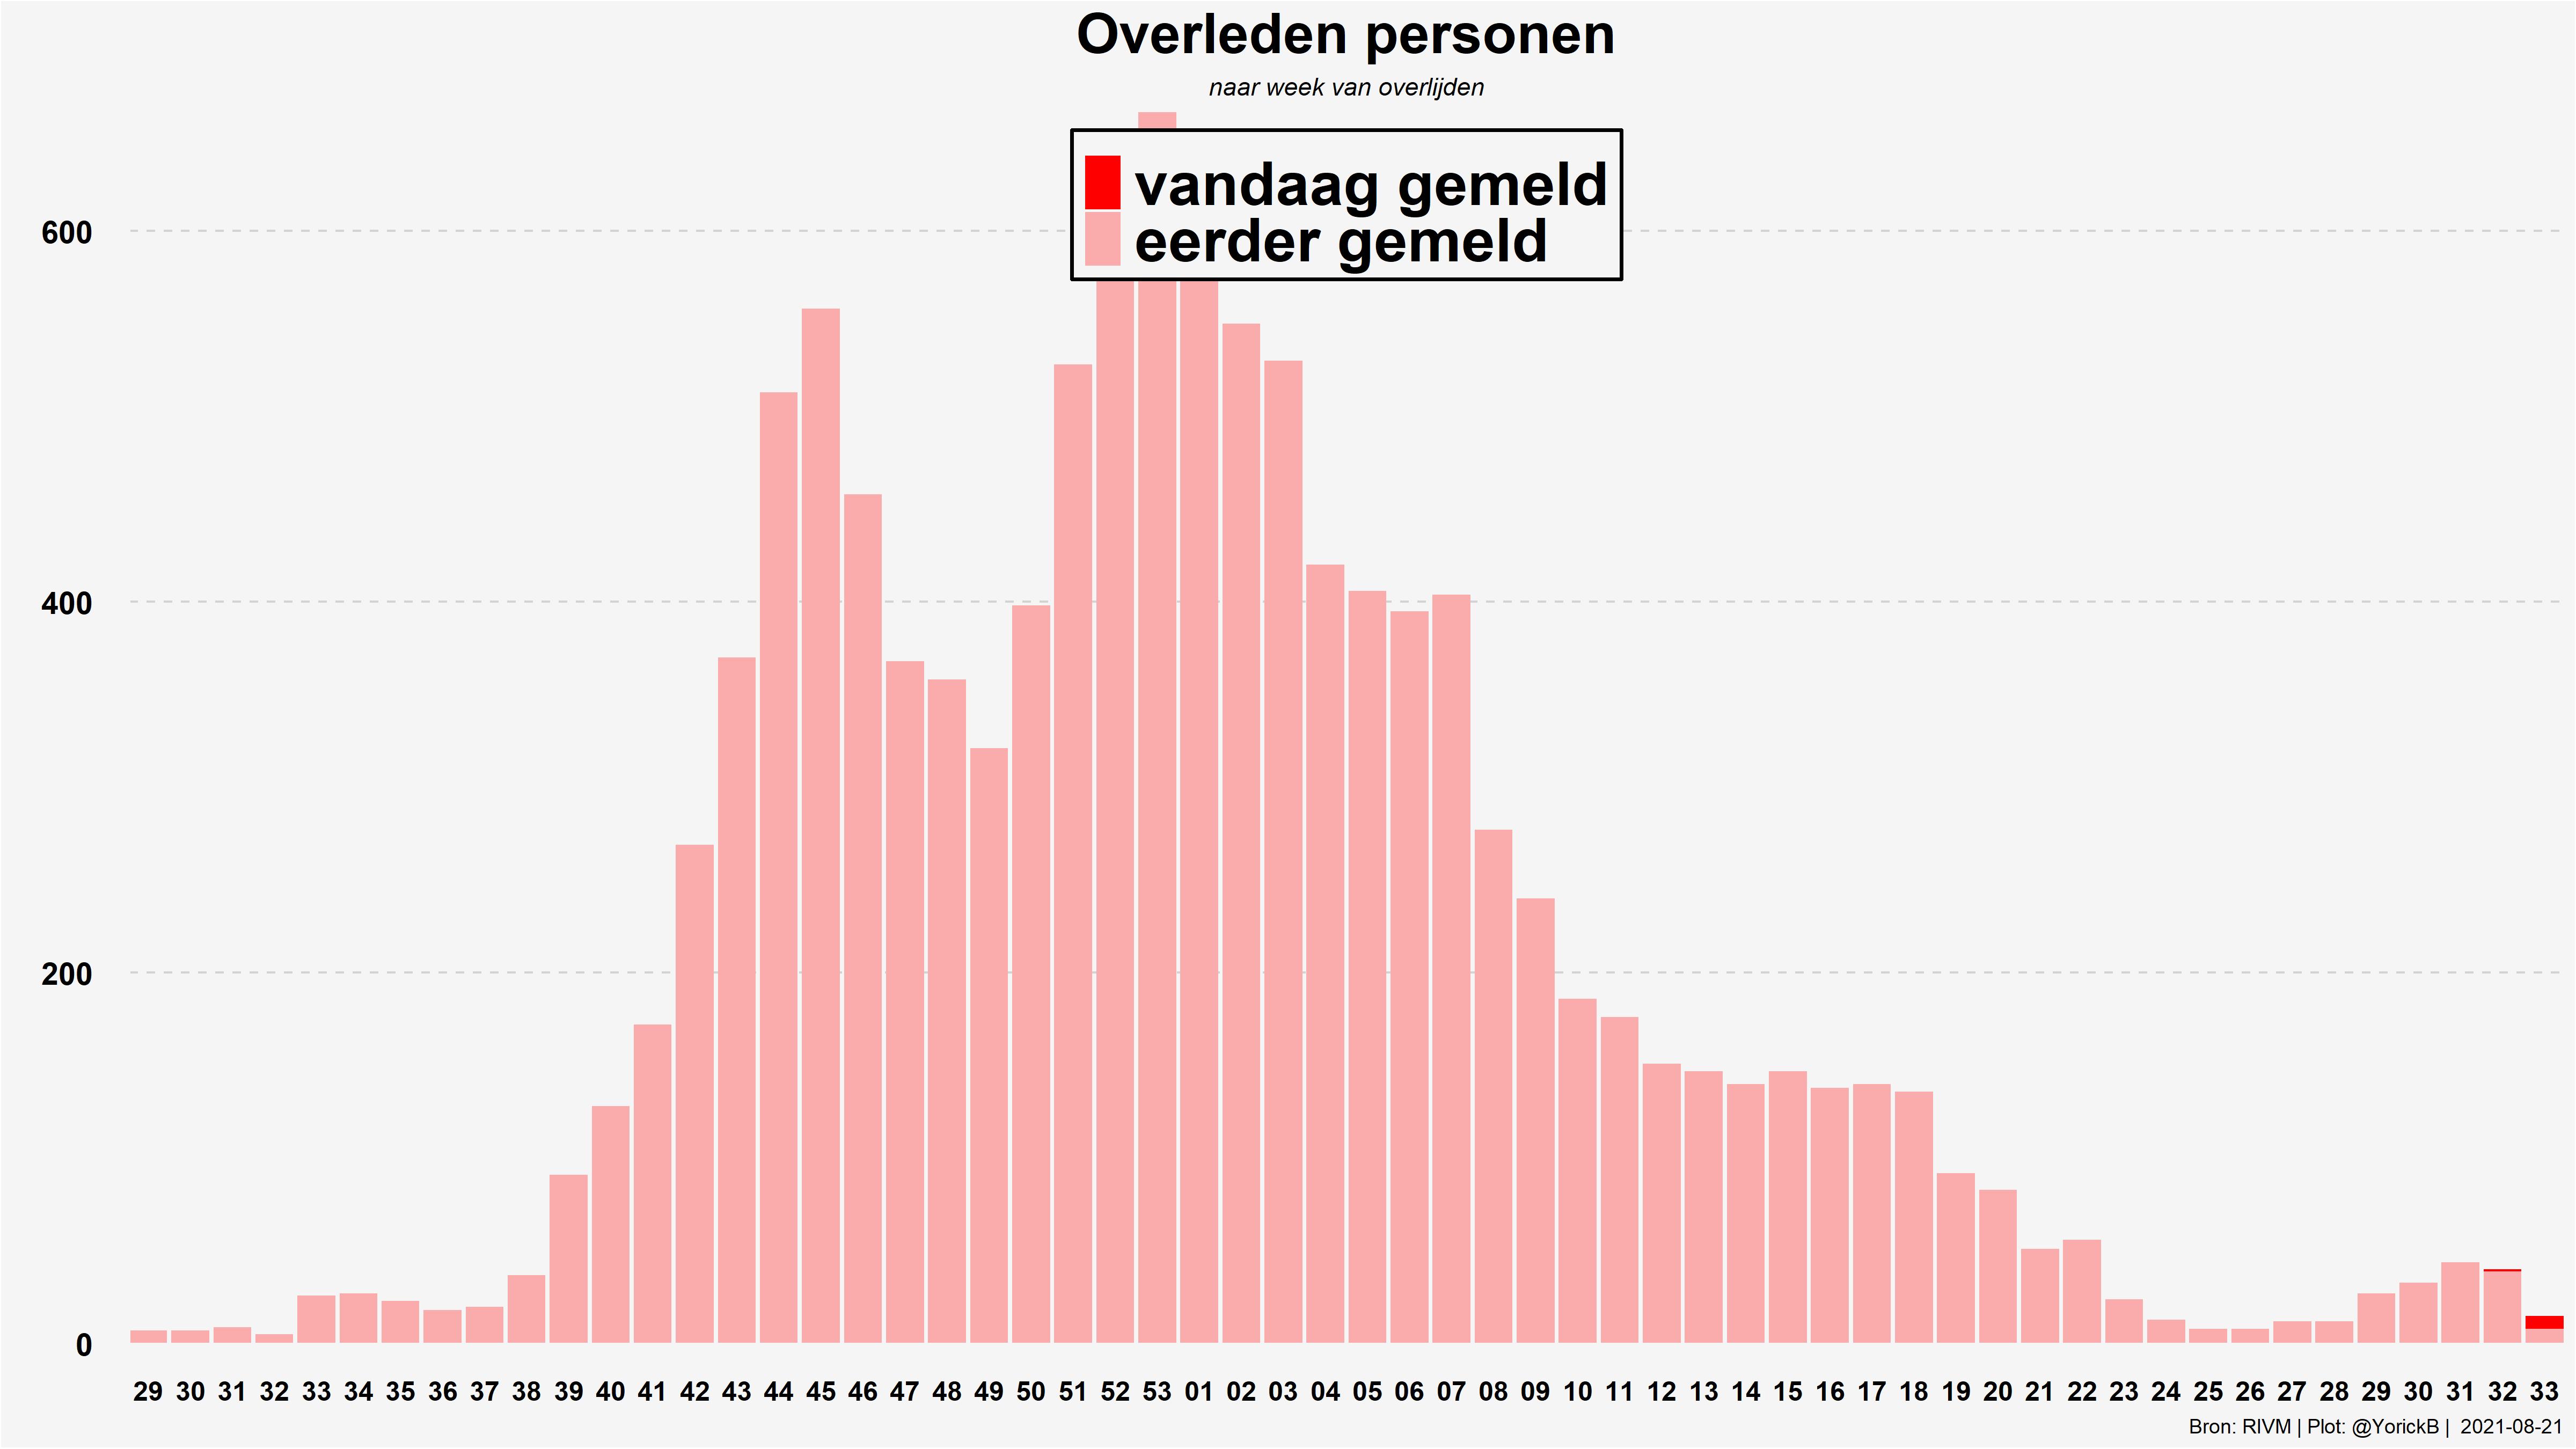 Overleden personen
naar week van overlijden
vandaag gemeld
eerder gemeld
600
400
200
0
29 30 31 32 33 34 35 36 37 38 39 40 41 42 43 44 45 46 47 48 49 50 51 52 53 01 02 03 04 05 06 07 08 09 10 11 12 13 14 15 16 17 18 19 20 21 22 23 24 25 26 27 28 29 30 31 32 33
Bron: RIVM | Plot: @YorickB | 2021-08-21